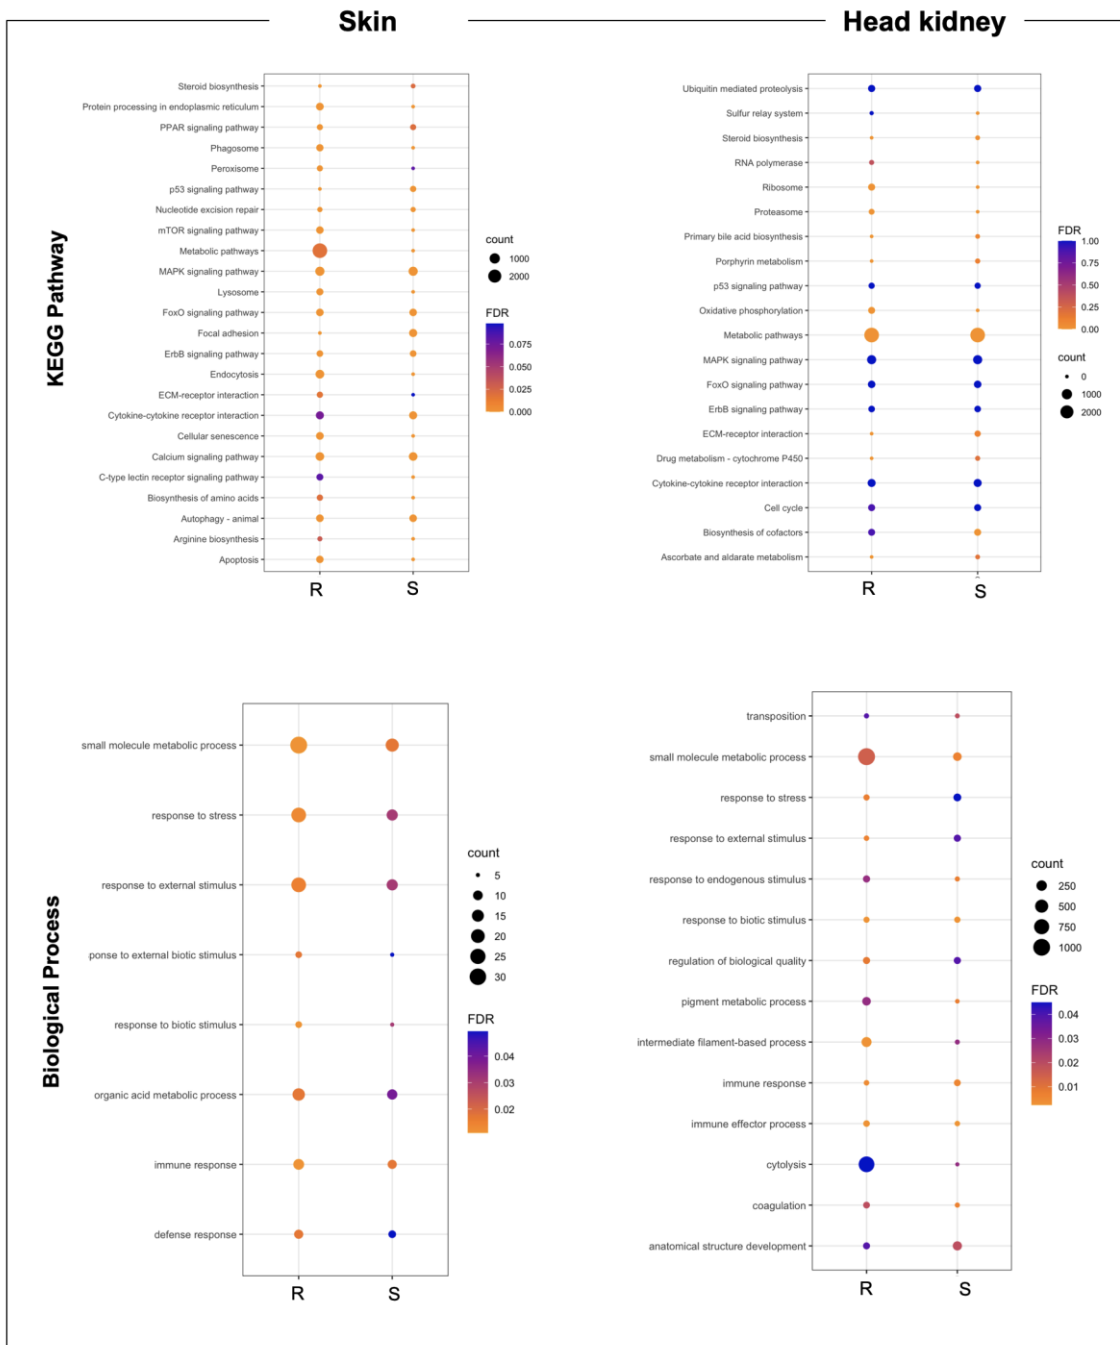 Skin
Head kidney
KEGG Pathway
Steroid biosynthesis
Protein processing in endoplasmic reticulum
PPAR signaling pathway
Phagosome
Peroxisome
p53 signaling pathway
Nucleotide excision repair
mTOR signaling pathway
Metabolic pathways
MAPK signaling pathway
Lysosome
FoxO signaling pathway
Focal adhesion
ErbB signaling pathway
Endocytosis
ECM-receptor interaction
Cytokine-cytokine receptor interaction
Cellular senescence
Calcium signaling pathway
C-type lectin receptor signaling pathway
Biosynthesis of amino acids
Autophagy - animal
Arginine biosynthesis
Apoptosis
R S
count
1000
2000
FDR
0.075
0.050
0.025
0.000
Ubiquitin mediated proteolysis
Sulfur relay system
Steroid biosynthesis
RNA polymerase
Ribosome
Proteasome
Primary bile acid biosynthesis
Porphyrin metabolism
p53 signaling pathway
Oxidative phosphorylation
Metabolic pathways
MAPK signaling pathway
FoxO signaling pathway
ErbB signaling pathway
ECM-receptor interaction
Drug metabolism - cytochrome P450
Cytokine-cytokine receptor interaction
Cell cycle
Biosynthesis of cofactors
Ascorbate and aldarate metabolism
R S
FDR
1.00
0.75
0.50
0.25
0.00
count
0
1000
2000
Biological Process
small molecule metabolic process
response to stress
response to external stimulus
ponse to external biotic stimulus
response to biotic stimulus
organic acid metabolic process
immune response
defense response
R S
count
5
10
15
20
25
30
FDR
0.04
0.03
0.02
transposition
small molecule metabolic process
response to stress
response to external stimulus
response to endogenous stimulus
response to biotic stimulus
regulation of biological quality
pigment metabolic process
intermediate filament-based process
immune response
immune effector process
cytolysis
coagulation
anatomical structure development
R S
count
250
500
750
1000
FDR
0.04
0.03
0.02
0.01